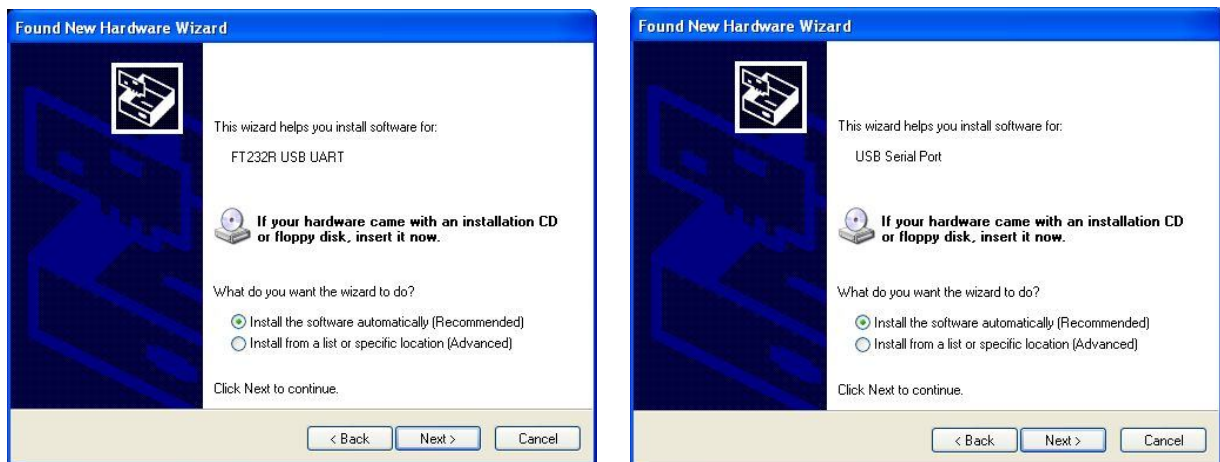 Found New Hardware Wizard
This wizard helps you install software for:
FT232R USB UART
If your hardware came with an installation CD
or floppy disk, insert it now.
What do you want the wizard to do?
Install the software automatically (Recommended)
Install from a list or specific location (Advanced)
Click Next to continue.
< Back
Next >
Cancel
Found New Hardware Wizard
This wizard helps you install software for:
USB Serial Port
If your hardware came with an installation CD
or floppy disk, insert it now.
What do you want the wizard to do?
Install the software automatically (Recommended)
Install from a list or specific location (Advanced)
Click Next to continue.
< Back
Next >
Cancel